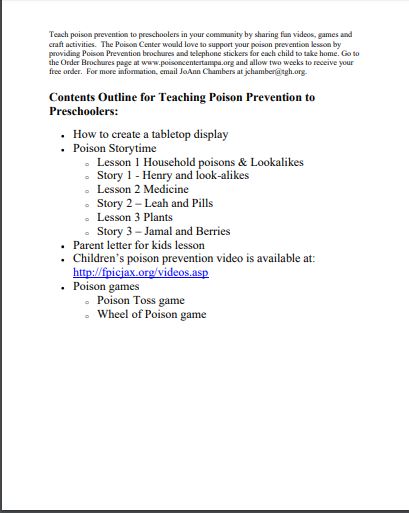 Teach poison prevention to preschoolers in your community by sharing fun videos, games and
craft activities.  The Poison Center would love to support your poison prevention lesson by
providing Poison Prevention brochures and telephone stickers for each child to take home. Go to
the Order Brochures page at www.poisoncentertampa.org and allow two weeks to receive your
free order.  For more information, email JoAnn Chambers at jchamber@tgh.org.
Contents Outline for Teaching Poison Prevention to
Preschoolers:
• How to create a tabletop display
• Poison Storytime
o Lesson 1 Household poisons & Lookalikes
o Story 1 - Henry and look-alikes
o Lesson 2 Medicine
o Story 2 – Leah and Pills
o Lesson 3 Plants
o Story 3 – Jamal and Berries
• Parent letter for kids lesson
• Children's poison prevention video is available at:
http://fpicjax.org/videos.asp
• Poison games
o Poison Toss game
o Wheel of Poison game